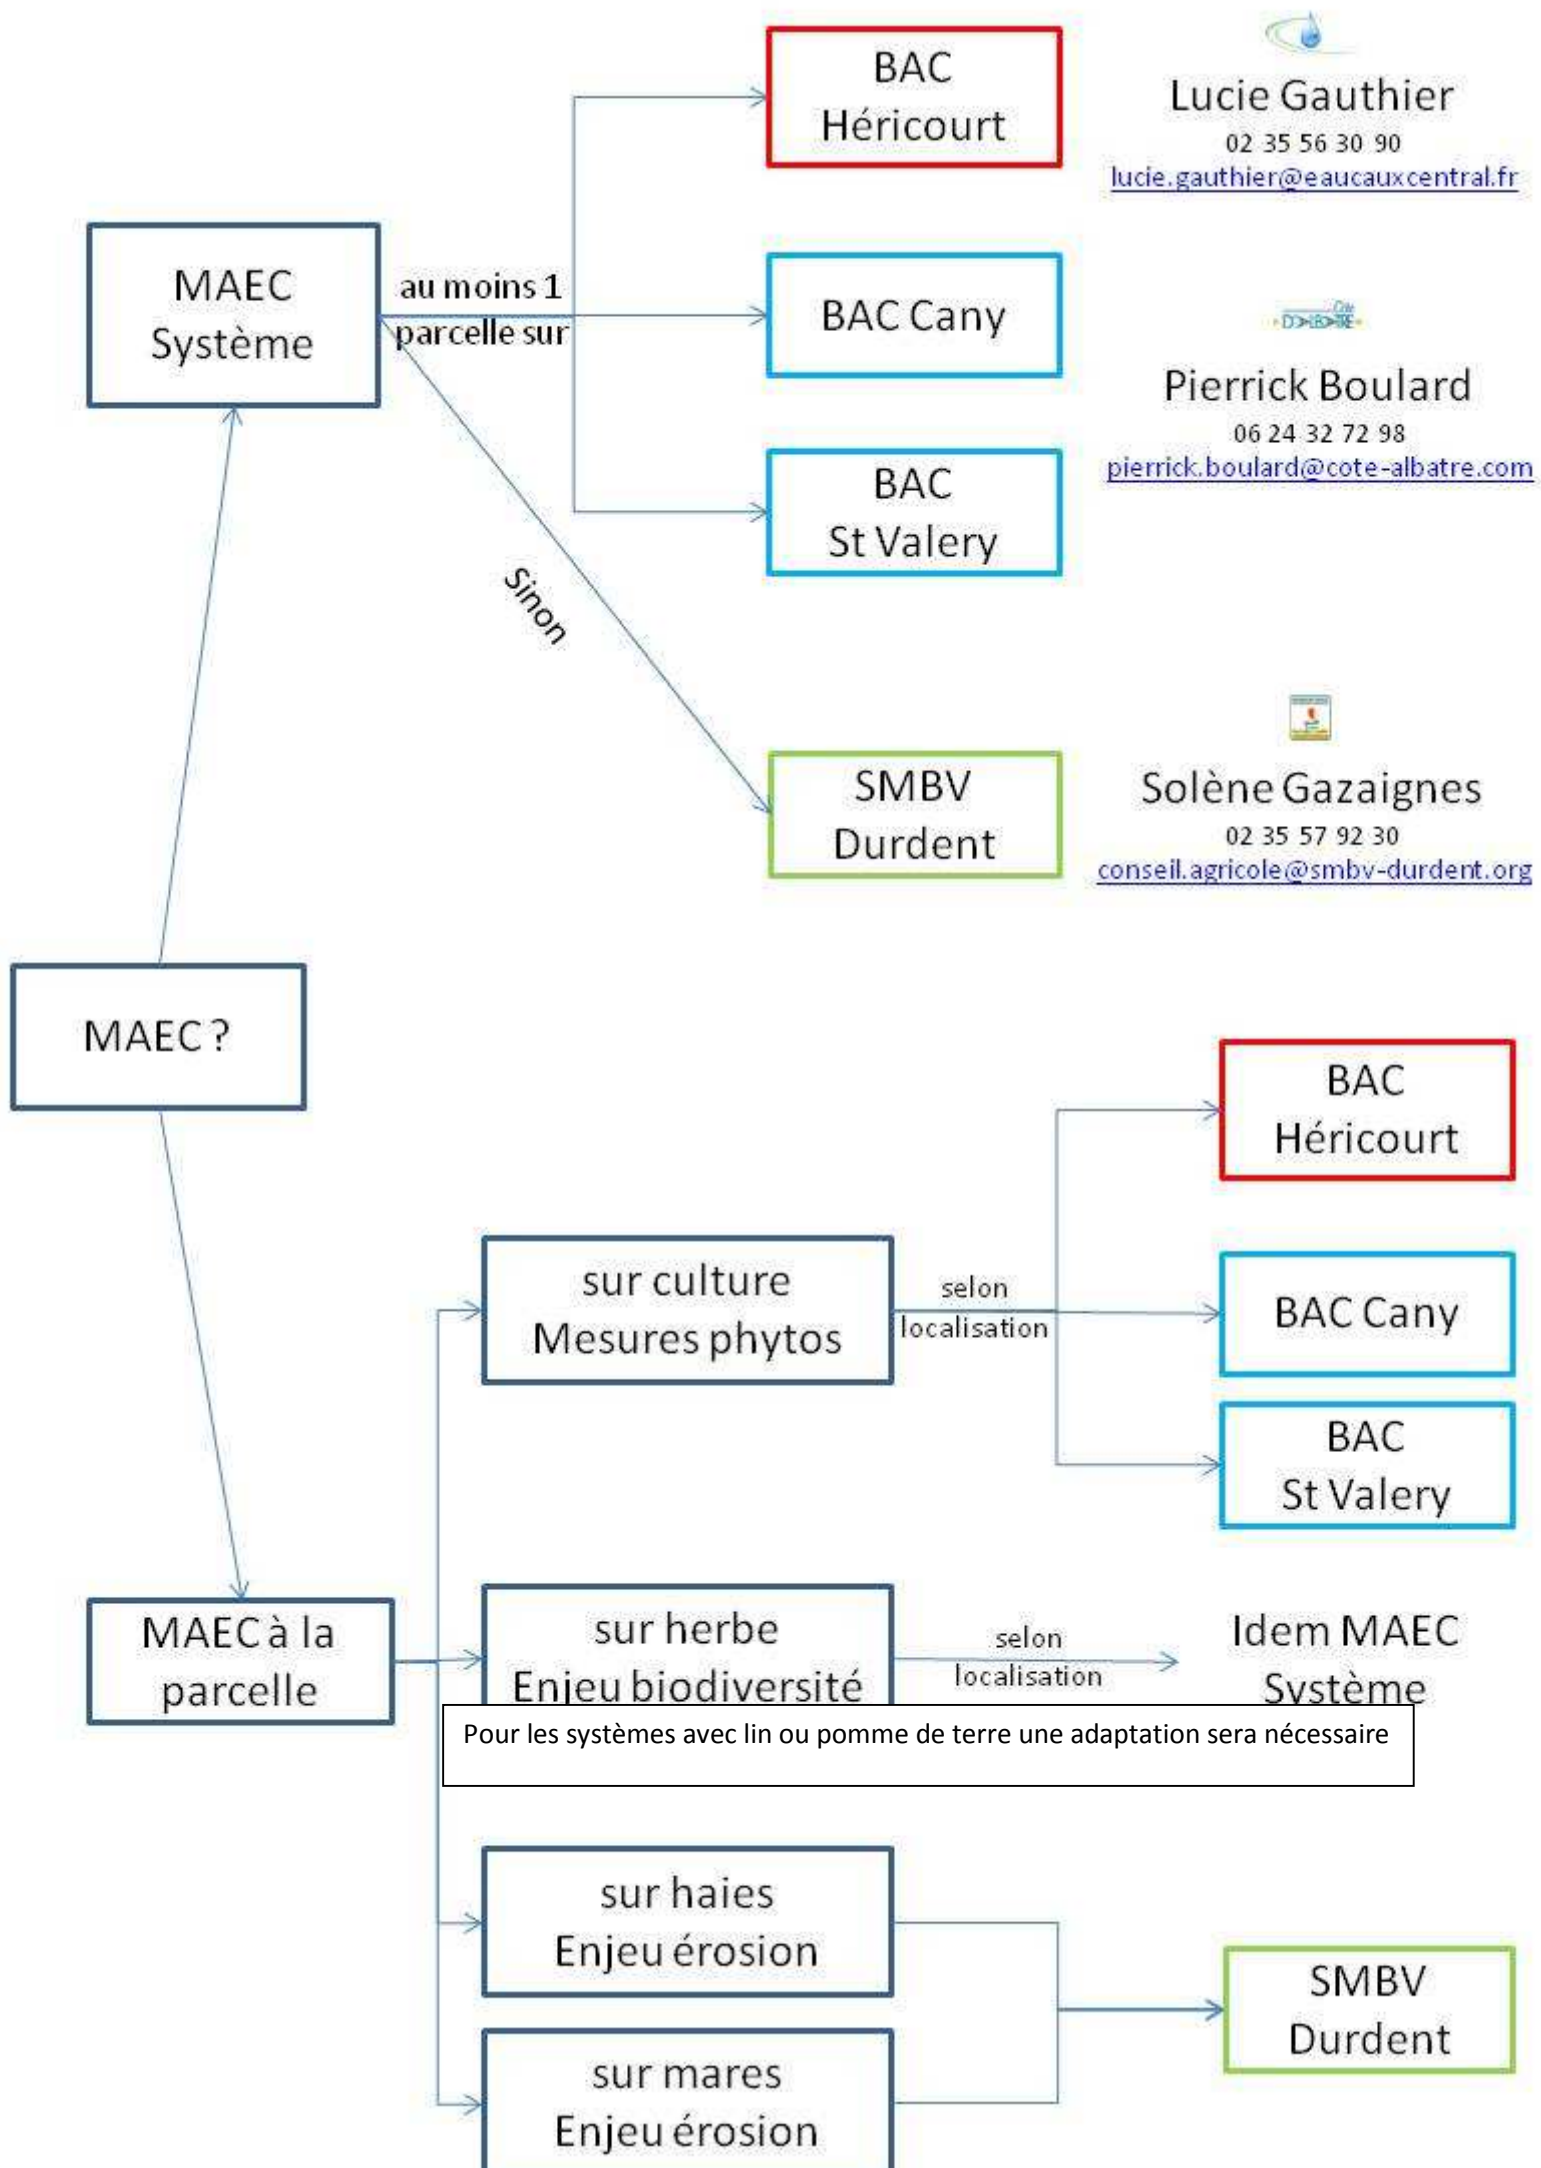 BAC
Héricourt
Lucie Gauthier
02 35 56 30 90
lucie.gauthier@eaucauxcentral.fr
MAEC
Système
au moins 1
parcelle sur
BAC Cany
Côte
D'ALBATRE
Pierrick Boulard
06 24 32 72 98
pierrick.boulard@cote-albatre.com
BAC
St Valery
Sinon
SMBV
Durdent
Solène Gazaignes
02 35 57 92 30
conseil.agricole@smbv-durdent.org
MAEC ?
BAC
Héricourt
sur culture
Mesures phytos
selon
localisation
BAC Cany
BAC
St Valery
MAEC à la
parcelle
sur herbe
Enjeu biodiversité
selon
localisation
Idem MAEC
Système
Pour les systèmes avec lin ou pomme de terre une adaptation sera nécessaire
sur haies
Enjeu érosion
SMBV
Durdent
sur mares
Enjeu érosion